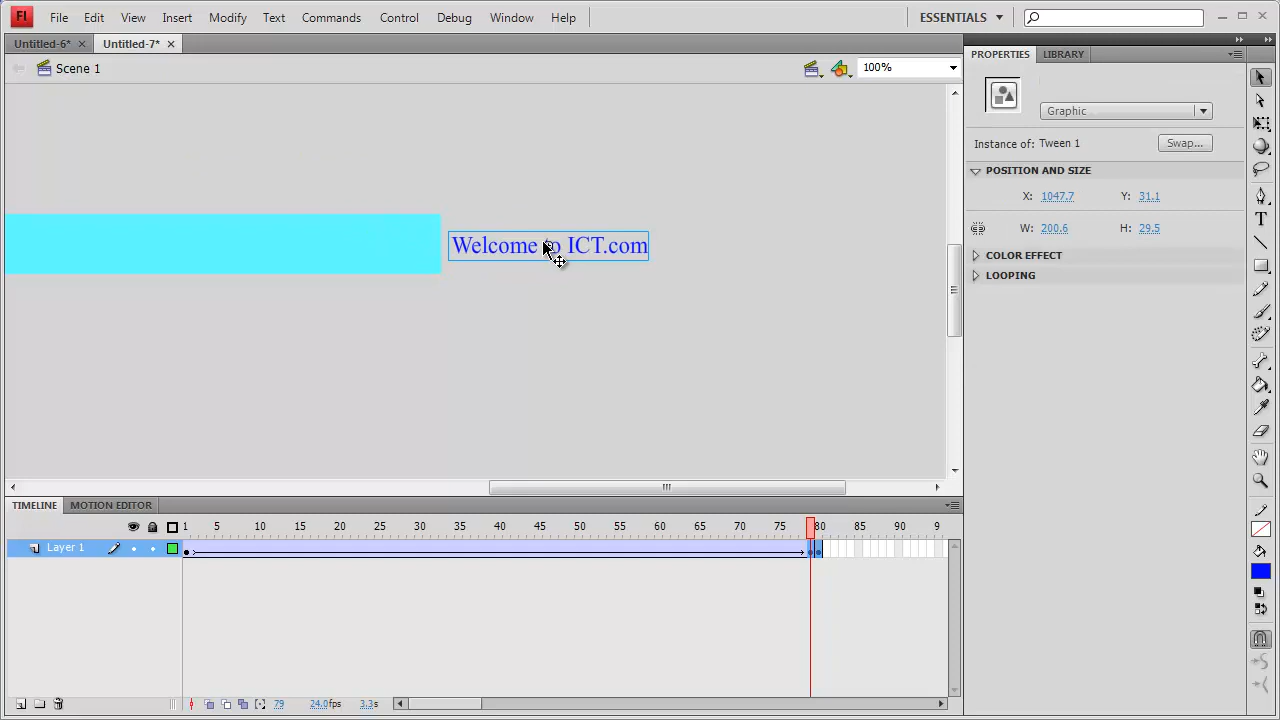 Fl File Edit View Insert Modify Text Commands Control Debug Window Help ESSENTIALS
Untitled-6* Untitled-7*
Scene 1 100%
Welcome to ICT.com
PROPERTIES LIBRARY
Graphic
Instance of: Tween 1 Swap...
POSITION AND SIZE
X: 1047.7 Y: 31.1
W: 200.6 H: 29.5
COLOR EFFECT
LOOPING
TIMELINE MOTION EDITOR
1 5 10 15 20 25 30 35 40 45 50 55 60 65 70 75 80 85 90 9
Layer 1
79 24.0fps 3.3s